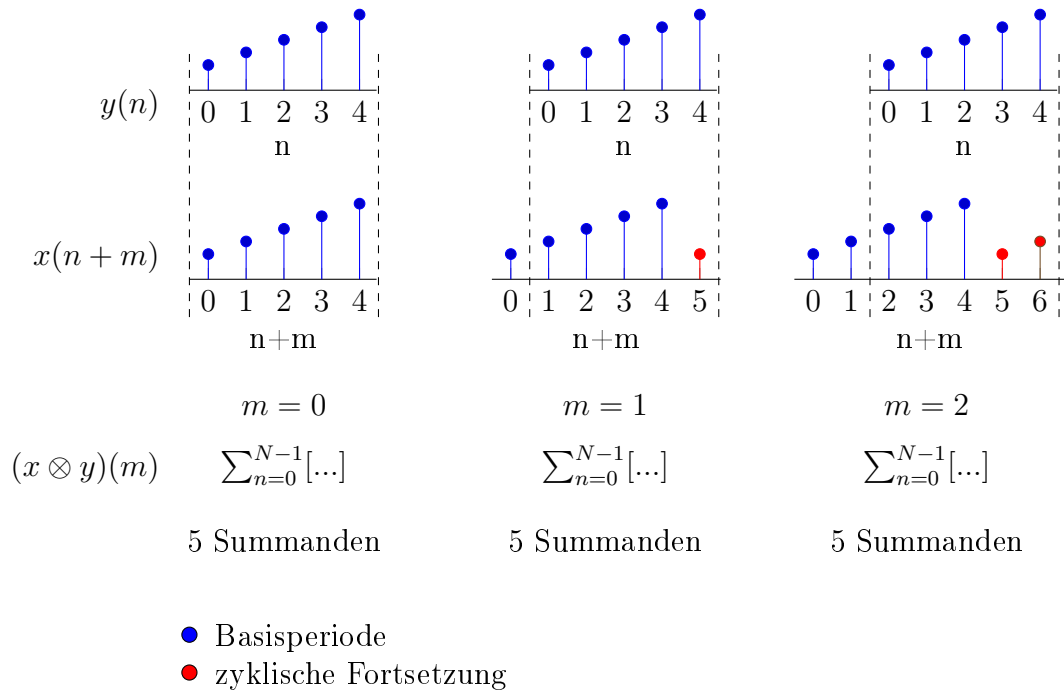 y(n)
0 1 2 3 4 0 1 2 3 4 0 1 2 3 4
n n n
x(n + m)
0 1 2 3 4 0 1 2 3 4 5 0 1 2 3 4 5 6
n+m n+m n+m
m = 0 m = 1 m = 2
(x ⊗ y)(m) ∑_{n=0}^{N−1}[...] ∑_{n=0}^{N−1}[...] ∑_{n=0}^{N−1}[...]
5 Summanden 5 Summanden 5 Summanden
Basisperiode
zyklische Fortsetzung